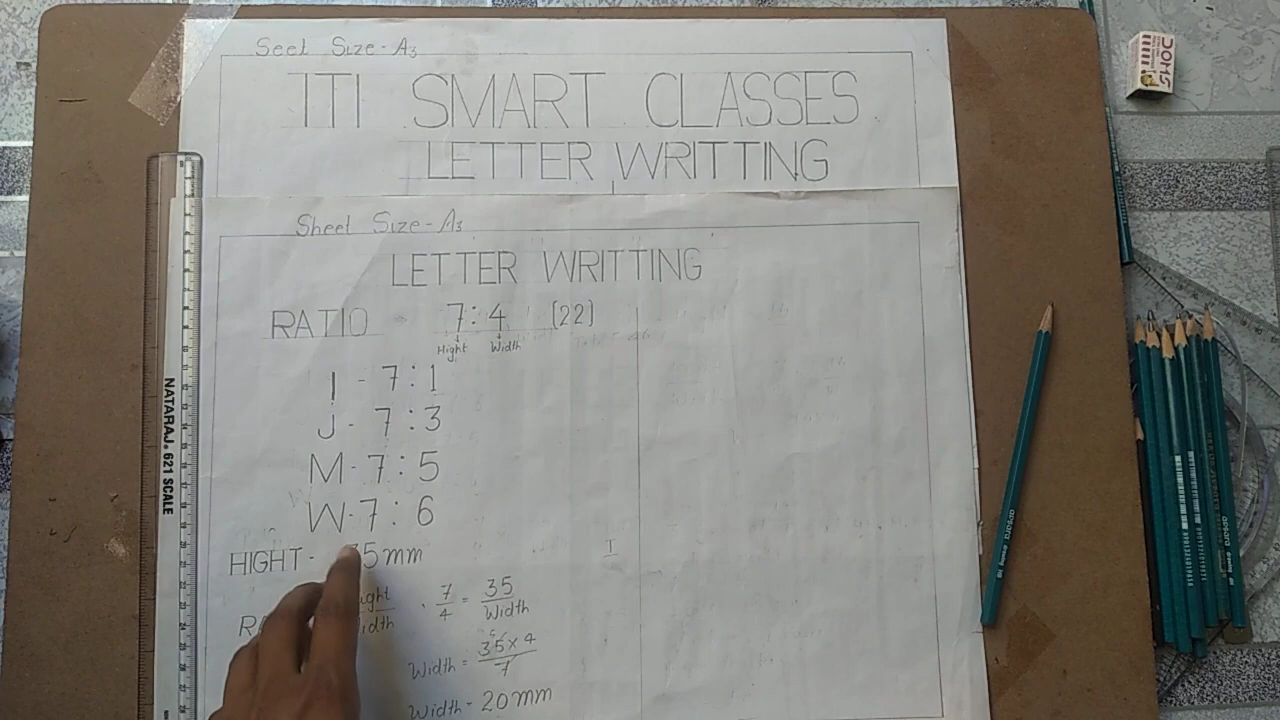 Seet Size-A3
ITI SMART CLASSES
LETTER WRITTING
Sheet Size-A3
LETTER WRITTING
RATIO 7:4 [22]
Hight Width
I - 7:1
J - 7:3
M - 7:5
W - 7:6
HIGHT - 35mm
7/4 = 35/Width
Width = 35×4/7
Width - 20mm
NATARAJ 621 SCALE
DOMS
apsara